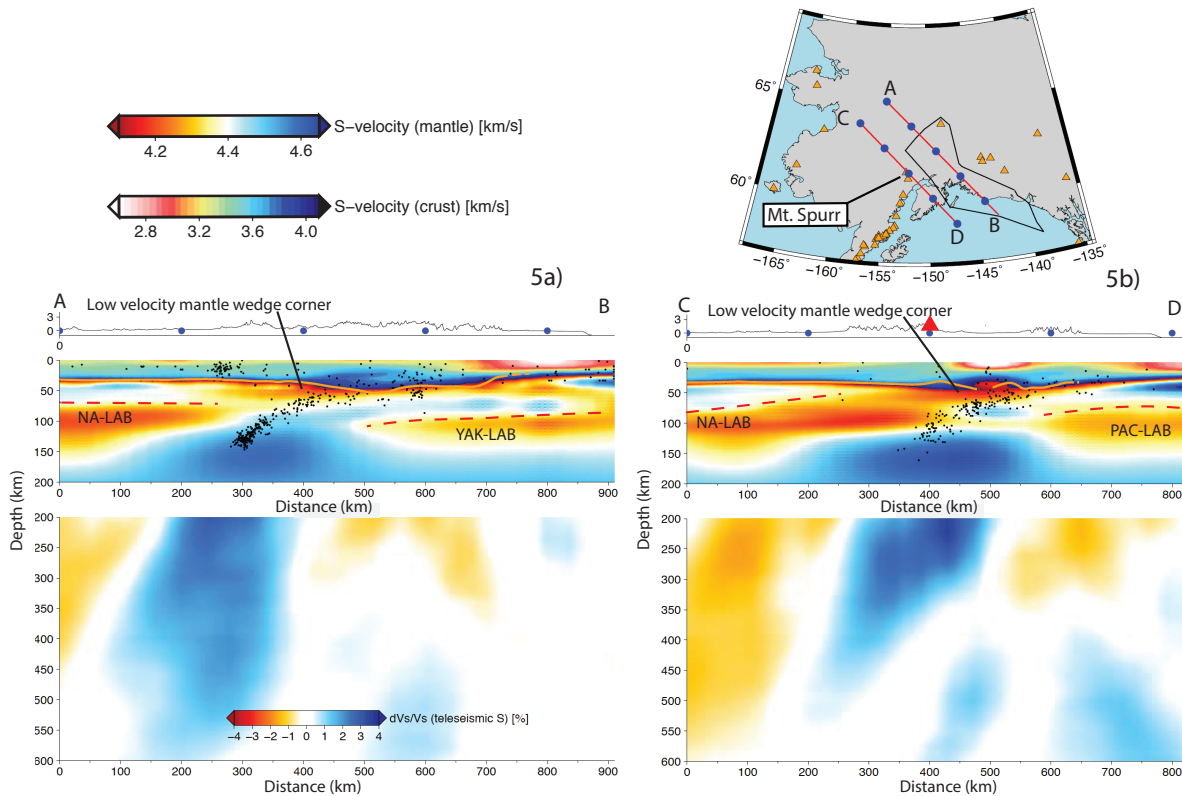 S−velocity (mantle) [km/s]
4.2 4.4 4.6
S−velocity (crust) [km/s]
2.8 3.2 3.6 4.0
65˚
60˚
A
C
Mt. Spurr
D
B
−165˚ −160˚ −155˚ −150˚ −145˚ −140˚ −135˚
5a)
A
B
Low velocity mantle wedge corner
3
0
0
0
50
100
150
200
NA-LAB
YAK-LAB
0 100 200 300 400 500 600 700 800 900
Distance (km)
Depth (km)
200
250
300
350
400
450
500
550
600
dVs/Vs (teleseismic S) [%]
−4 −3 −2 −1 0 1 2 3 4
0 100 200 300 400 500 600 700 800 900
Distance (km)
5b)
C
D
Low velocity mantle wedge corner
3
0
0
0
50
100
150
200
NA-LAB
PAC-LAB
0 100 200 300 400 500 600 700 800
Distance (km)
Depth (km)
200
250
300
350
400
450
500
550
600
0 100 200 300 400 500 600 700 800
Distance (km)